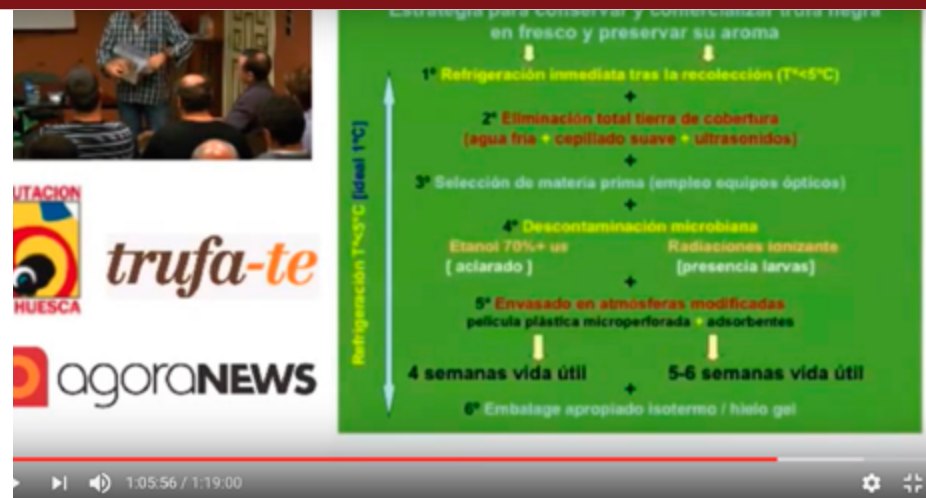 Estrategia para conservar y comercializar trufa negra
en fresco y preservar su aroma
1º Refrigeración inmediata tras la recolección (Tª<5ºC)
+
2º Eliminación total tierra de cobertura
(agua fría + cepillado suave + ultrasonidos)
+
3º Selección de materia prima (empleo equipos ópticos)
+
4º Descontaminación microbiana
Etanol 70%+ us
[ aclarado ]
Radiaciones ionizante
[presencia larvas]
+
5º Envasado en atmósferas modificadas
película plástica microperforada + adsorbentes
4 semanas vida útil
5-6 semanas vida útil
+
6º Embalage apropiado isotermo / hielo gel
Refrigeración Tª<5ºC [ideal 1ºC]
UTACION
HUESCA
trufa-te
agoraNEWS
1:05:56 / 1:19:00